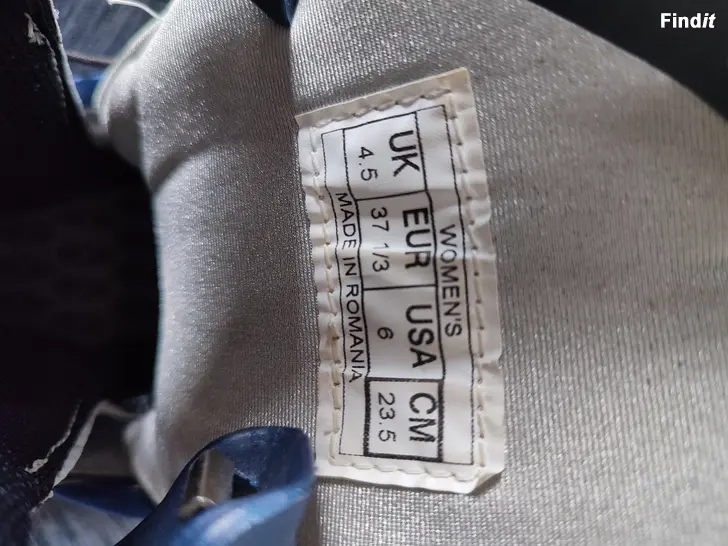 Findit
WOMEN'S
UK EUR USA CM
4.5 37 1/3 6 23.5
MADE IN ROMANIA